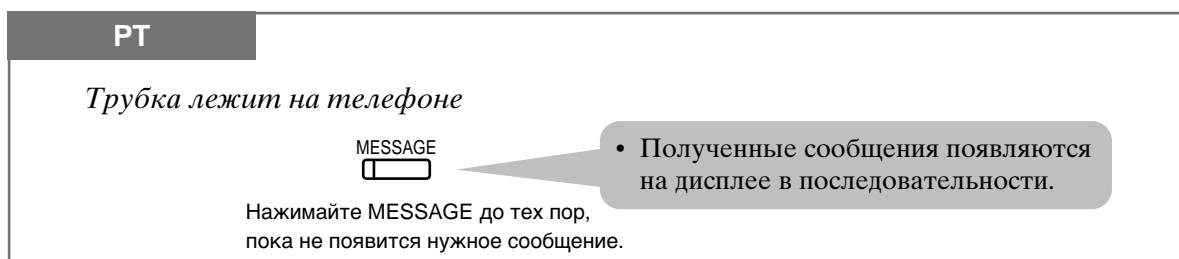 PT
Трубка лежит на телефоне
MESSAGE
• Полученные сообщения появляются
на дисплее в последовательности.
Нажимайте MESSAGE до тех пор,
пока не появится нужное сообщение.